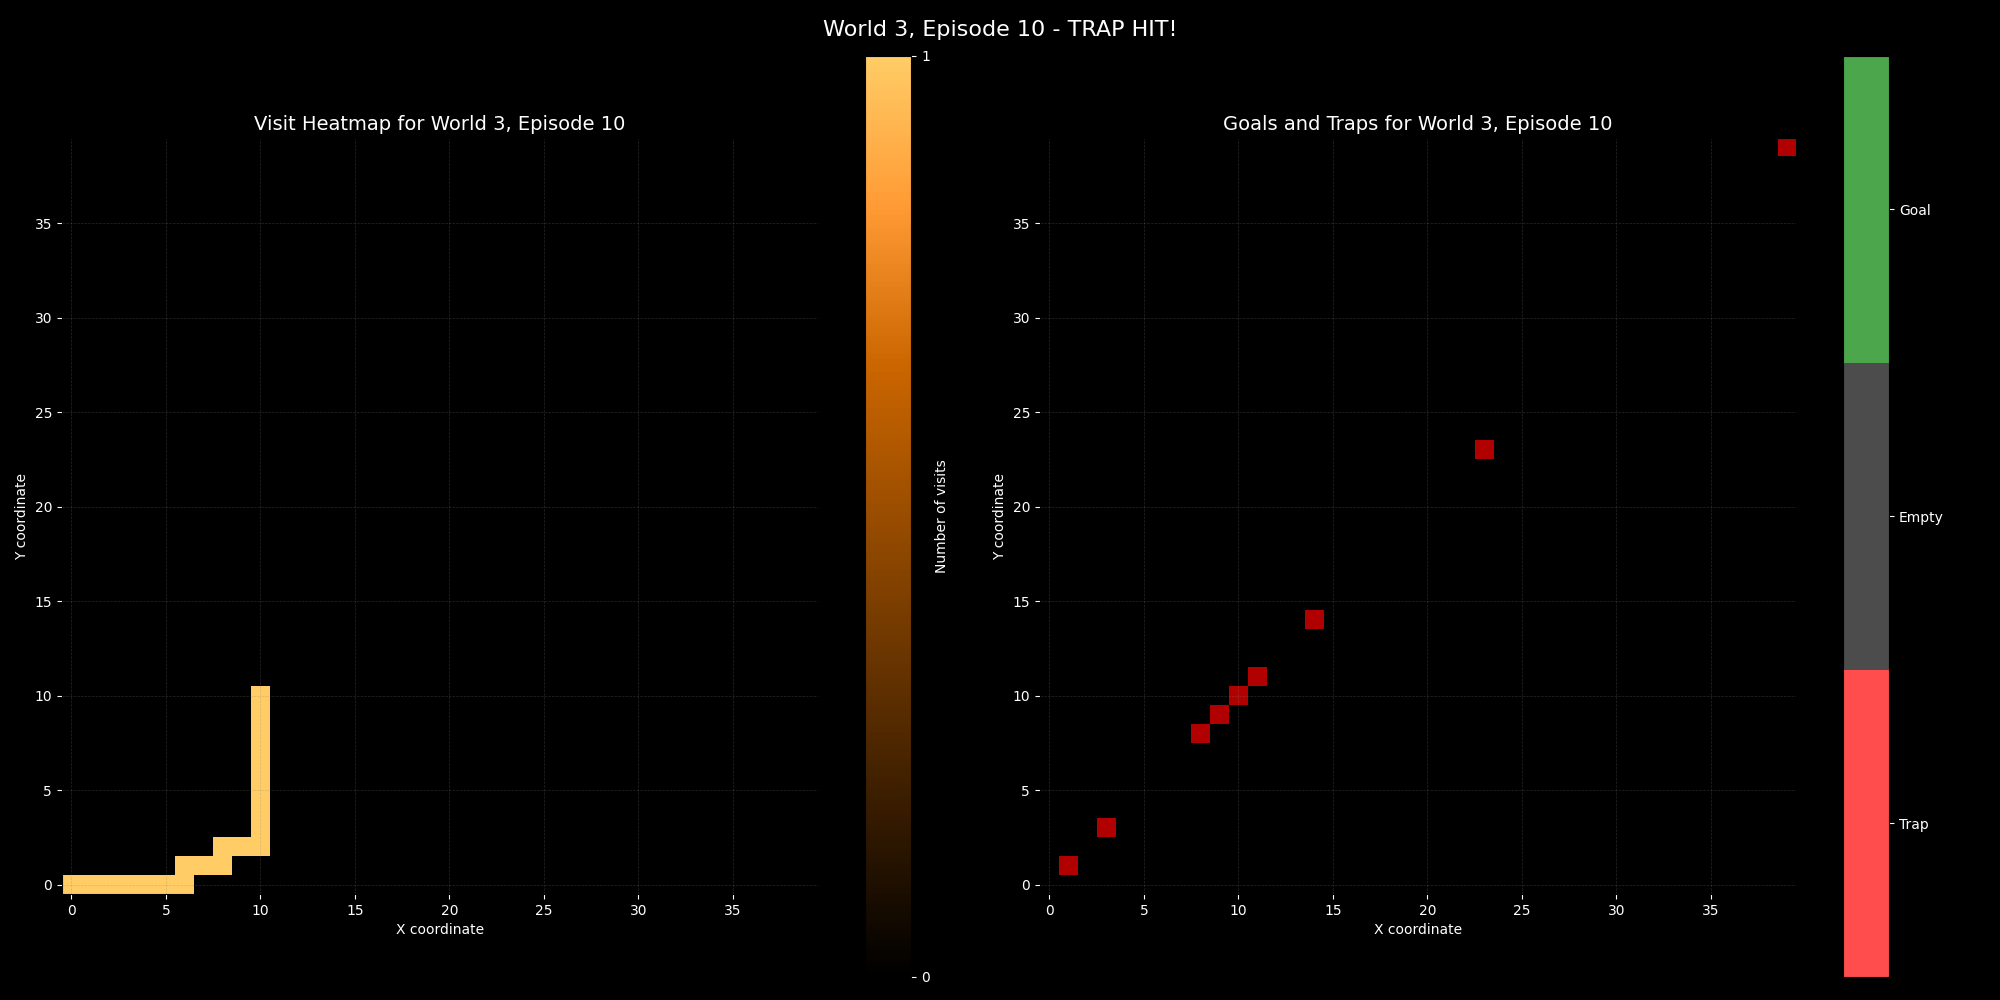 World 3, Episode 10 - TRAP HIT!
Visit Heatmap for World 3, Episode 10
Y coordinate
35
30
25
20
15
10
5
0
0 5 10 15 20 25 30 35
X coordinate
1
0
Number of visits
Goals and Traps for World 3, Episode 10
Y coordinate
35
30
25
20
15
10
5
0
0 5 10 15 20 25 30 35
X coordinate
Goal
Empty
Trap